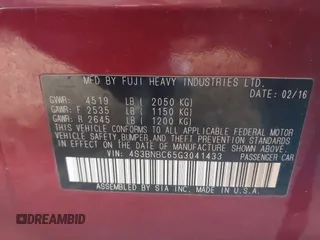 MFD BY FUJI HEAVY INDUSTRIES LTD.
DATE: 02/16
GVWR: 4519 LB ( 2050 KG)
GAWR: F 2535 LB ( 1150 KG)
GAWR: R 2645 LB ( 1200 KG)
THIS VEHICLE CONFORMS TO ALL APPLICABLE
FEDERAL MOTOR VEHICLE SAFETY, BUMPER,
AND THEFT PREVENTION STANDARDS IN EFFECT
ON THE DATE OF MANUFACTURE SHOWN ABOVE.
VIN: 4S3BNBC65G3041433
PASSENGER CAR
ASSEMBLED BY SIA INC. MADE IN U.S.A.
DREAMBID